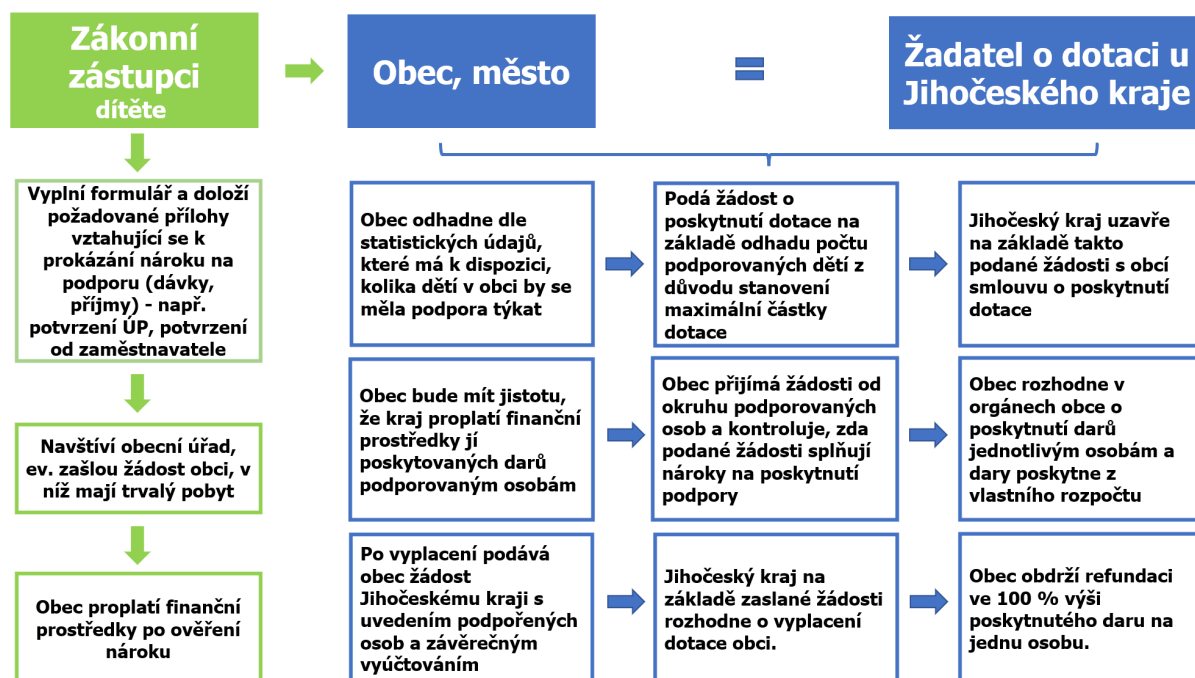 Zákonní
zástupci
dítěte
Obec, město
=
Žadatel o dotaci u
Jihočeského kraje
Vyplní formulář a doloží
požadované přílohy
vztahující se k
prokázání nároku na
podporu (dávky,
příjmy) - např.
potvrzení ÚP, potvrzení
od zaměstnavatele
Obec odhadne dle
statistických údajů,
které má k dispozici,
kolika dětí v obci by se
měla podpora týkat
Podá žádost o
poskytnutí dotace na
základě odhadu počtu
podporovaných dětí z
důvodu stanovení
maximální částky
dotace
Jihočeský kraj uzavře
na základě takto
podané žádosti s obcí
smlouvu o poskytnutí
dotace
Navštíví obecní úřad,
ev. zašlou žádost obci, v
níž mají trvalý pobyt
Obec bude mít jistotu,
že kraj proplatí finanční
prostředky jí
poskytovaných darů
podporovaným osobám
Obec přijímá žádosti od
okruhu podporovaných
osob a kontroluje, zda
podané žádosti splňují
nároky na poskytnutí
podpory
Obec rozhodne v
orgánech obce o
poskytnutí darů
jednotlivým osobám a
dary poskytne z
vlastního rozpočtu
Obec proplatí finanční
prostředky po ověření
nároku
Po vyplacení podává
obec žádost
Jihočeskému kraji s
uvedením podpořených
osob a závěrečným
vyúčtováním
Jihočeský kraj na
základě zaslané žádosti
rozhodne o vyplacení
dotace obci.
Obec obdrží refundaci
ve 100 % výši
poskytnutého daru na
jednu osobu.